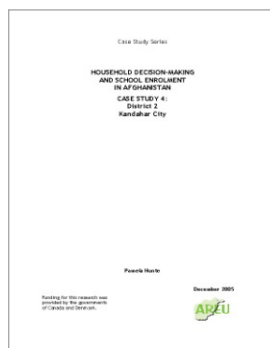 Case Study Series
HOUSEHOLD DECISION-MAKING
AND SCHOOL ENROLMENT
IN AFGHANISTAN
CASE STUDY 4:
District 2
Kandahar City
Pamela Hunte
Funding for this research was
provided by the governments
of Canada and Denmark.
December 2005
AREU